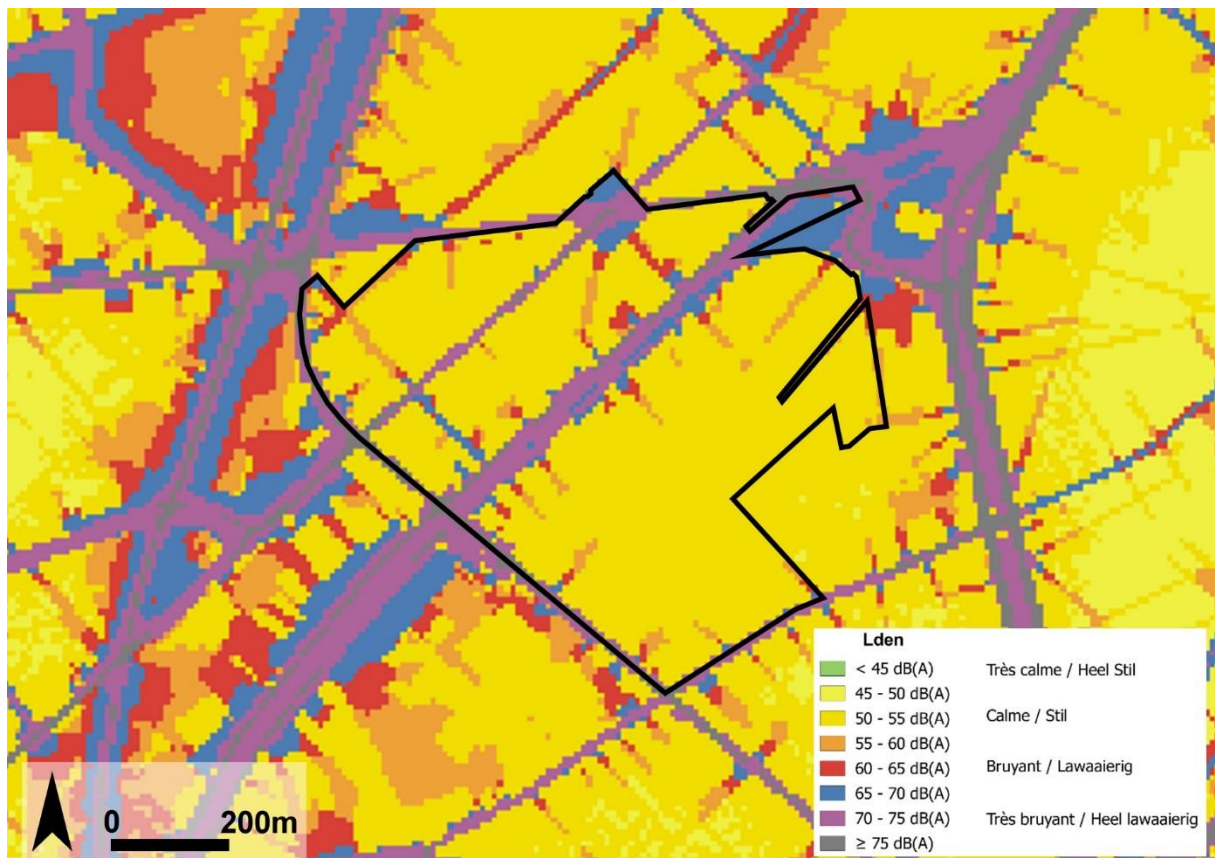 Lden
< 45 dB(A) Très calme / Heel Stil
45 - 50 dB(A)
50 - 55 dB(A) Calme / Stil
55 - 60 dB(A)
60 - 65 dB(A) Bruyant / Lawaaierig
65 - 70 dB(A)
70 - 75 dB(A) Très bruyant / Heel lawaaierig
≥ 75 dB(A)
0 200m